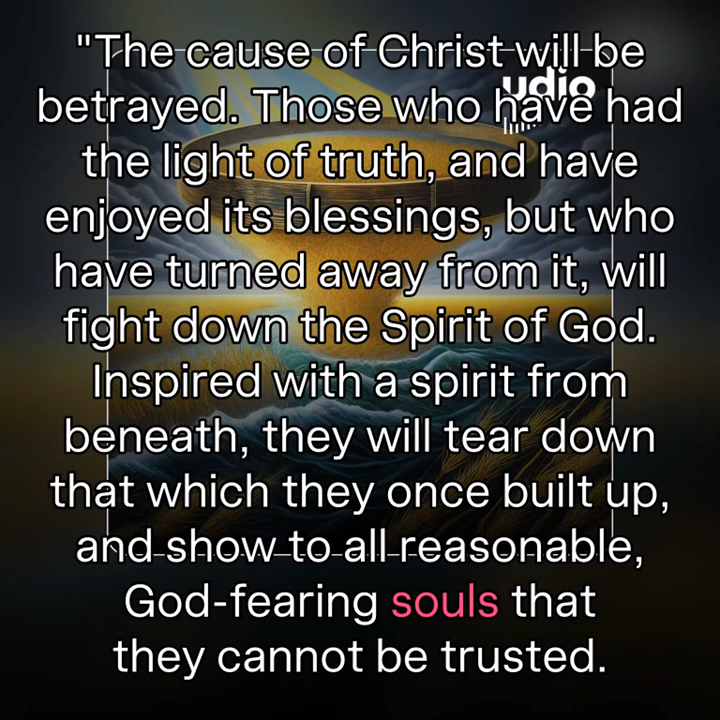 "The cause of Christ will be
udio
betrayed. Those who have had
the light of truth, and have
enjoyed its blessings, but who
have turned away from it, will
fight down the Spirit of God.
Inspired with a spirit from
beneath, they will tear down
that which they once built up,
and show to all reasonable,
God-fearing souls that
they cannot be trusted.